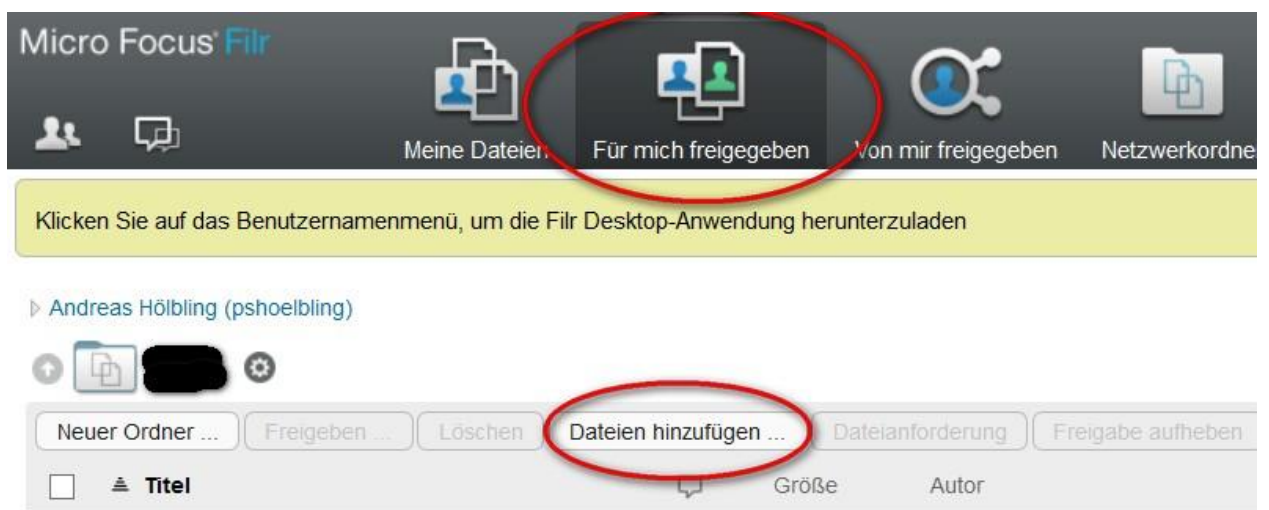 Micro Focus® Filr
Meine Dateien Für mich freigegeben Von mir freigegeben Netzwerkordne
Klicken Sie auf das Benutzernamenmenü, um die Filr Desktop-Anwendung herunterzuladen
Andreas Hölbling (pshoelbling)
Neuer Ordner ... Freigeben ... Löschen Dateien hinzufügen ... Dateianforderung Freigabe aufheben
Titel Größe Autor